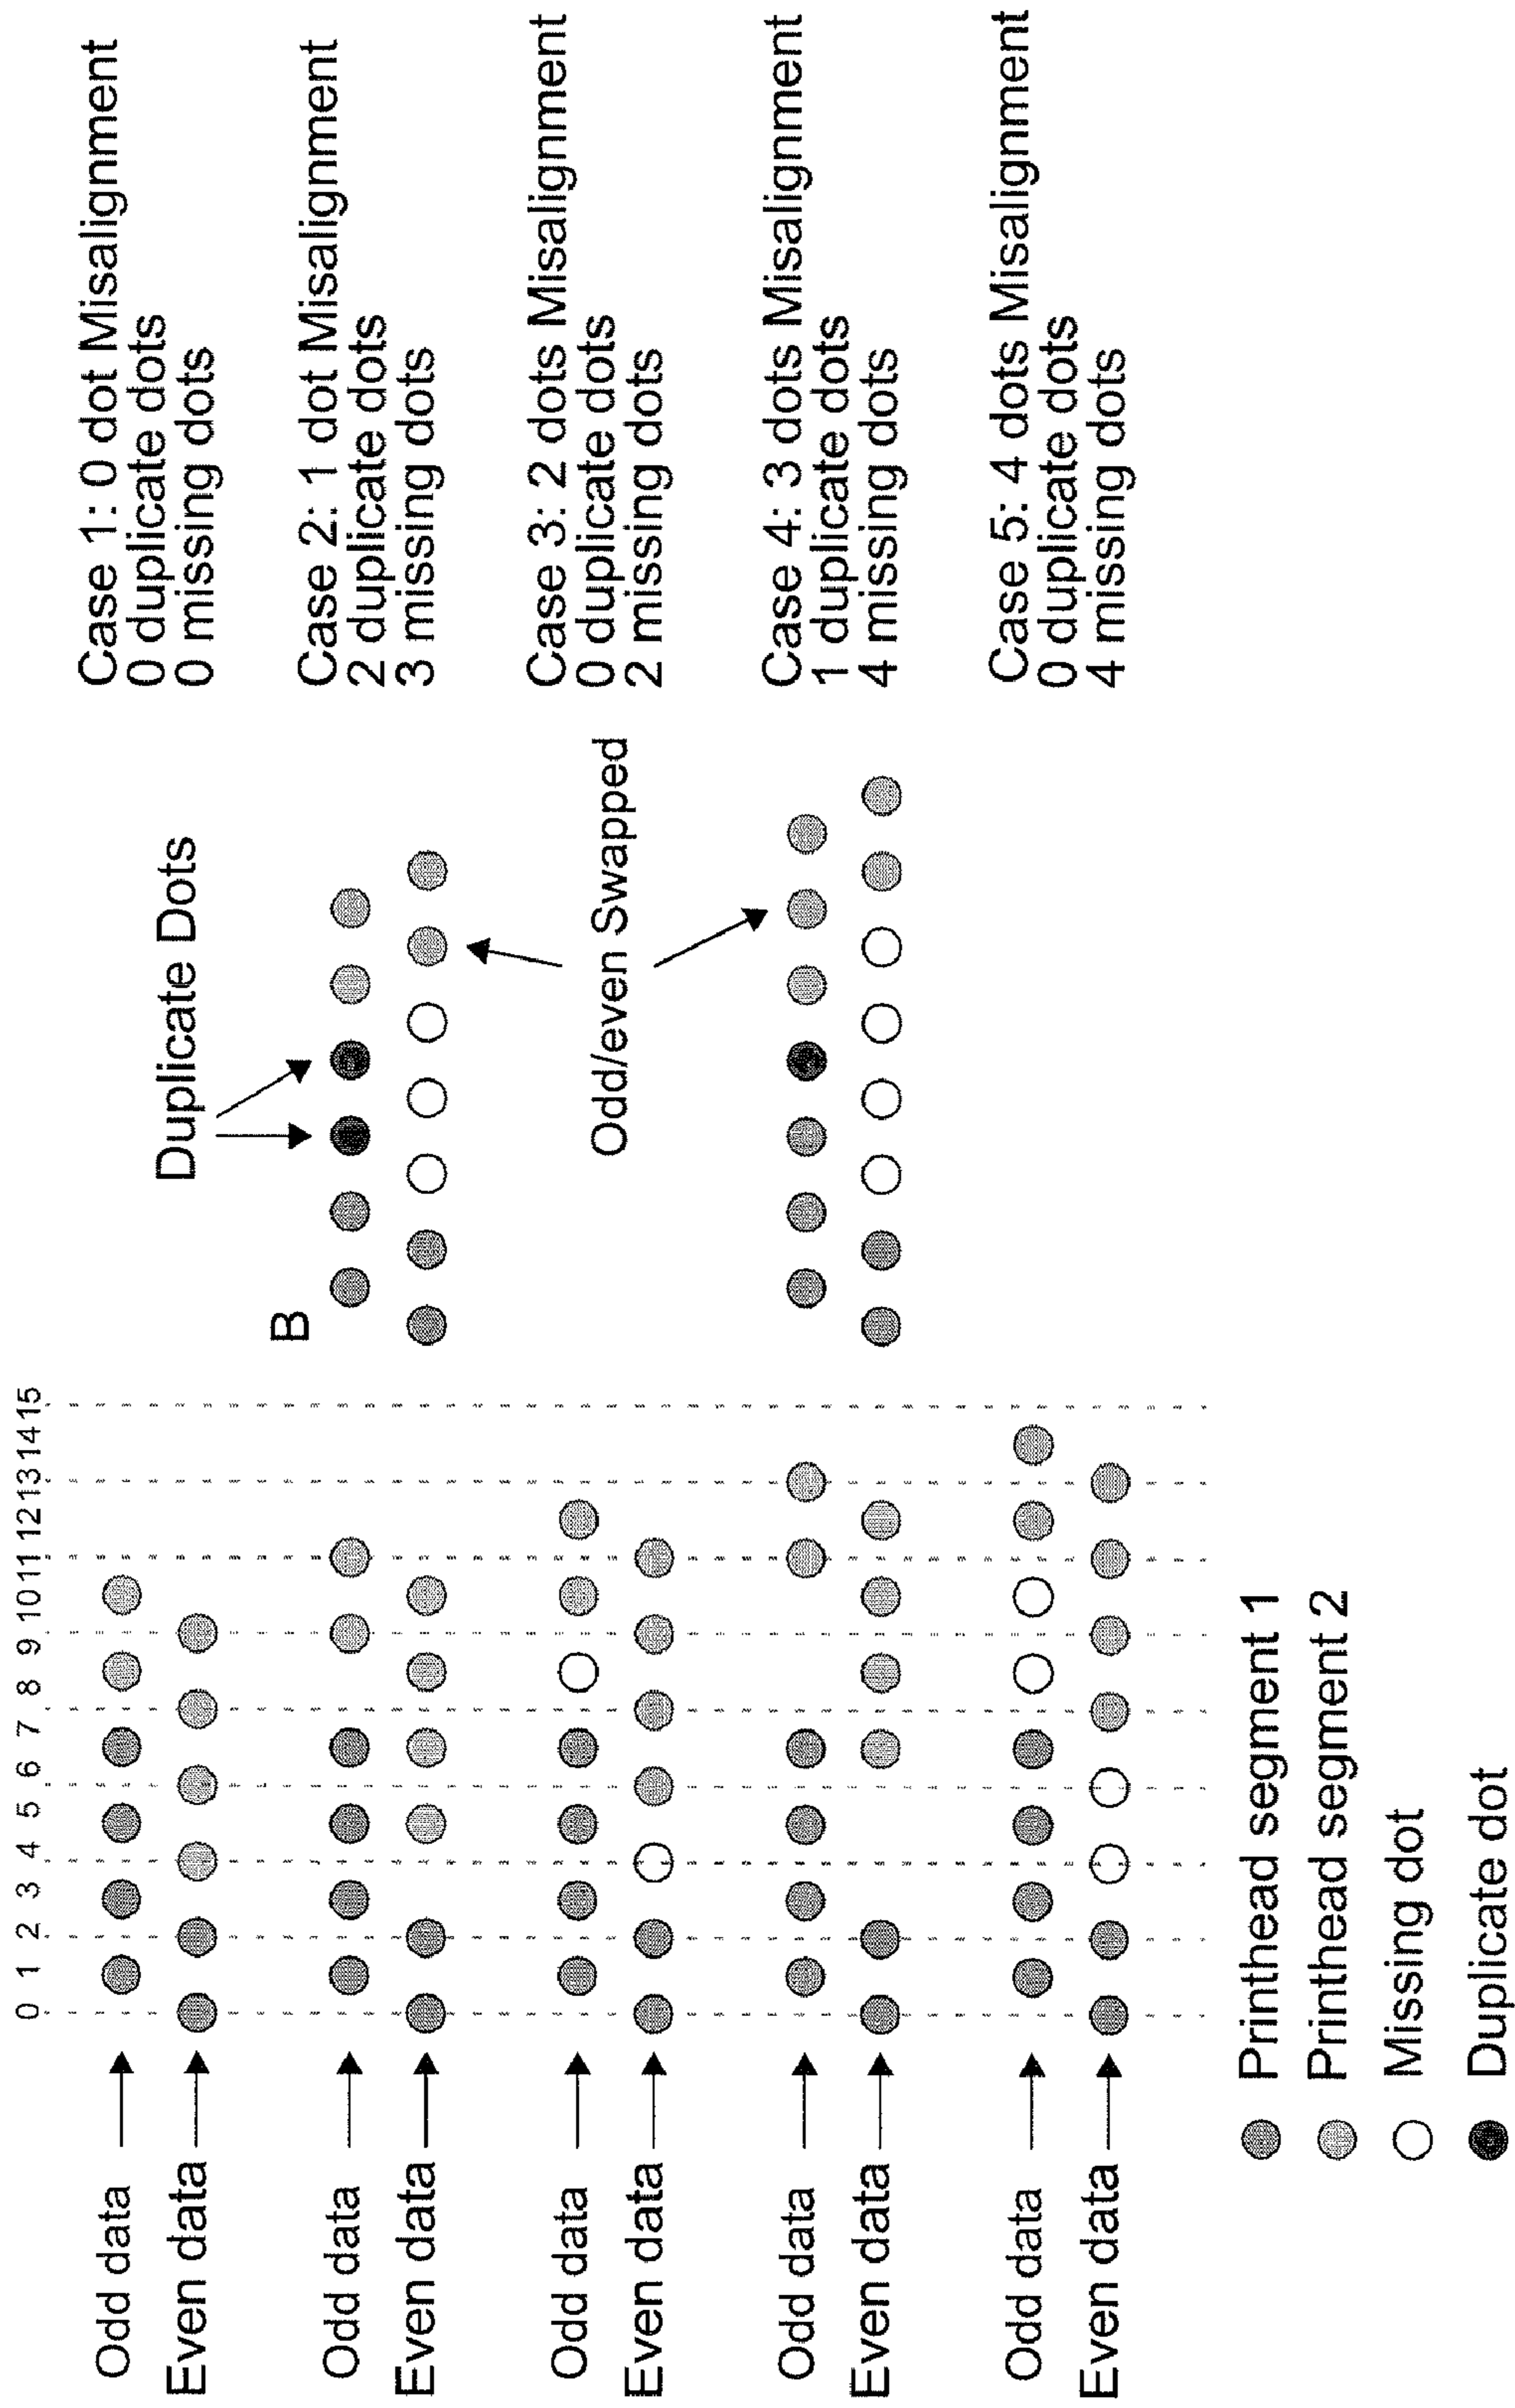 0 1 2 3 4 5 6 7 8 9 10 11 12 13 14 15
Odd data
Even data
Case 1: 0 dot Misalignment
0 duplicate dots
0 missing dots
Duplicate Dots
B
Odd data
Even data
Case 2: 1 dot Misalignment
2 duplicate dots
3 missing dots
Odd data
Even data
Odd/even Swapped
Case 3: 2 dots Misalignment
0 duplicate dots
2 missing dots
Odd data
Even data
Case 4: 3 dots Misalignment
1 duplicate dots
4 missing dots
Odd data
Even data
Case 5: 4 dots Misalignment
0 duplicate dots
4 missing dots
Printhead segment 1
Printhead segment 2
Missing dot
Duplicate dot